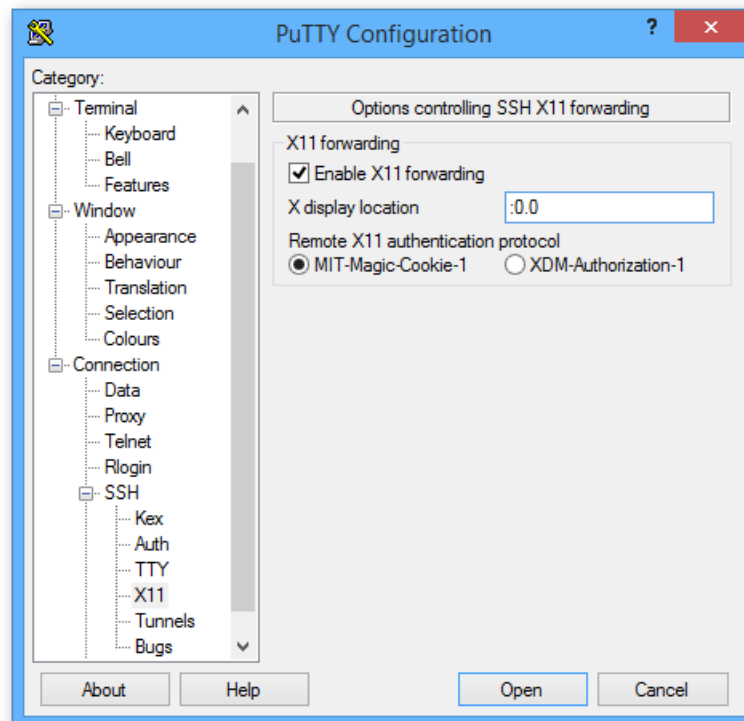 PuTTY Configuration
?
Category:
Terminal
Keyboard
Bell
Features
Window
Appearance
Behaviour
Translation
Selection
Colours
Connection
Data
Proxy
Telnet
Rlogin
SSH
Kex
Auth
TTY
X11
Tunnels
Bugs
Options controlling SSH X11 forwarding
X11 forwarding
Enable X11 forwarding
X display location :0.0
Remote X11 authentication protocol
MIT-Magic-Cookie-1 XDM-Authorization-1
About Help Open Cancel